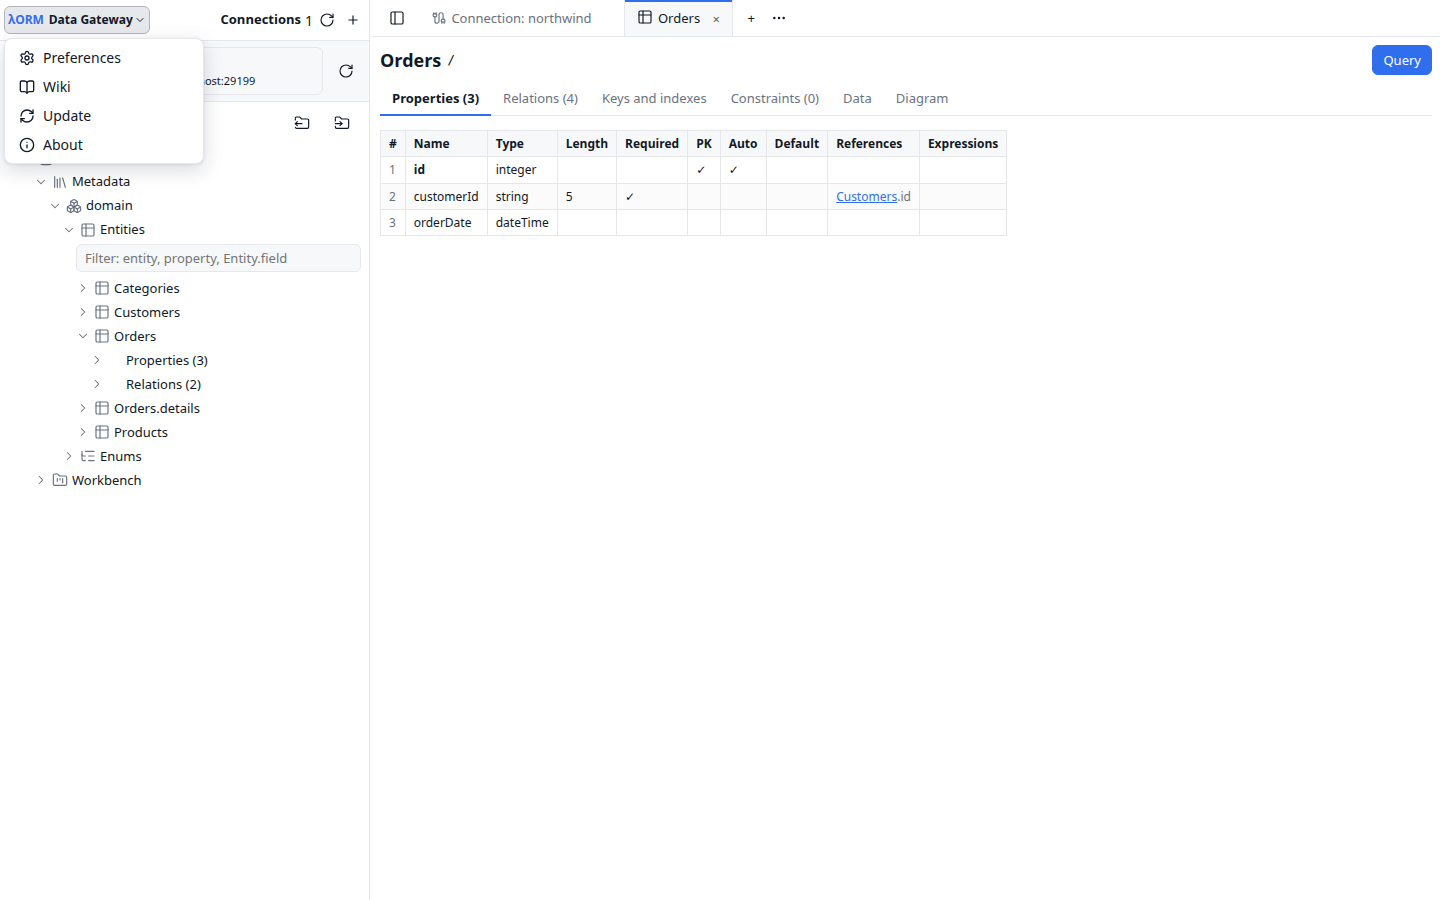 λORM Data Gateway
Connections 1
Preferences
Wiki
Update
About
ost:29199
Metadata
domain
Entities
Filter: entity, property, Entity.field
Categories
Customers
Orders
Properties (3)
Relations (2)
Orders.details
Products
Enums
Workbench
Connection: northwind
Orders ×
+
Orders /
Query
Properties (3) Relations (4) Keys and indexes Constraints (0) Data Diagram
# Name Type Length Required PK Auto Default References Expressions
1 id integer ✓ ✓
2 customerId string 5 ✓ Customers.id
3 orderDate dateTime